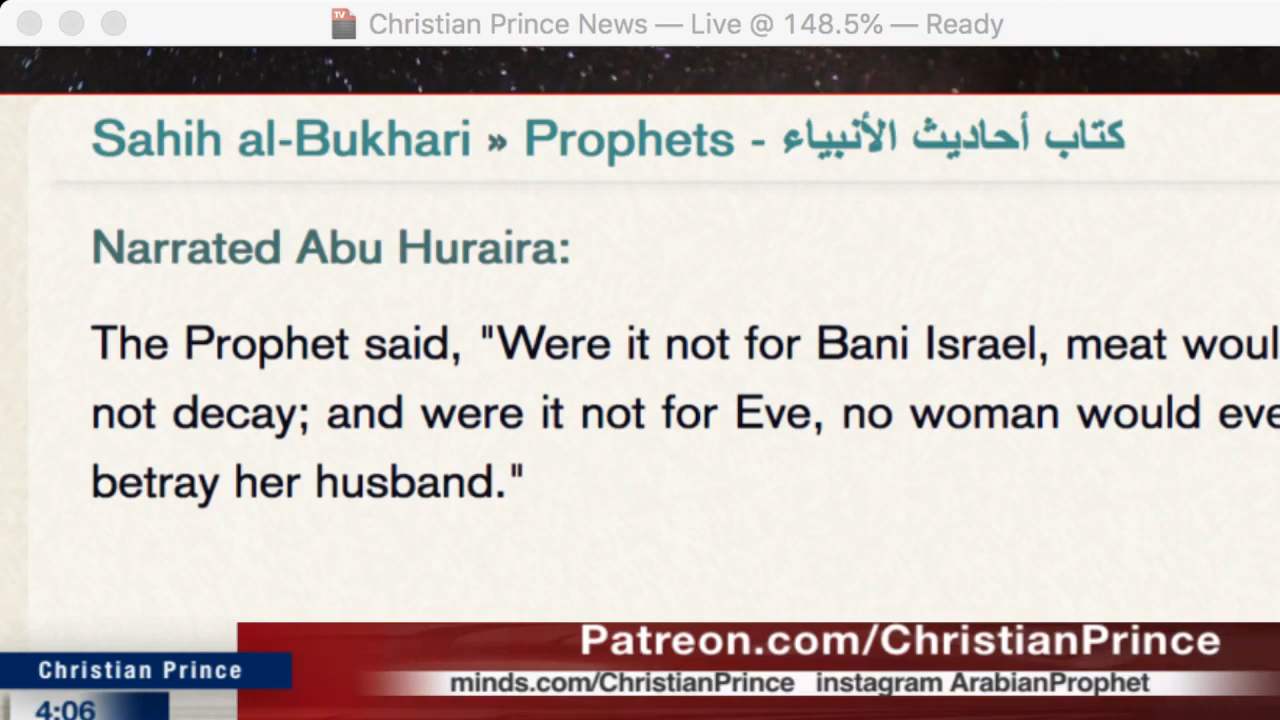 TV
Christian Prince News — Live @ 148.5% — Ready
Sahih al-Bukhari » Prophets - كتاب أحاديث الأنبياء
Narrated Abu Huraira:
The Prophet said, "Were it not for Bani Israel, meat woul
not decay; and were it not for Eve, no woman would eve
betray her husband."
Patreon.com/ChristianPrince
Christian Prince
minds.com/ChristianPrince instagram ArabianProphet
4:06